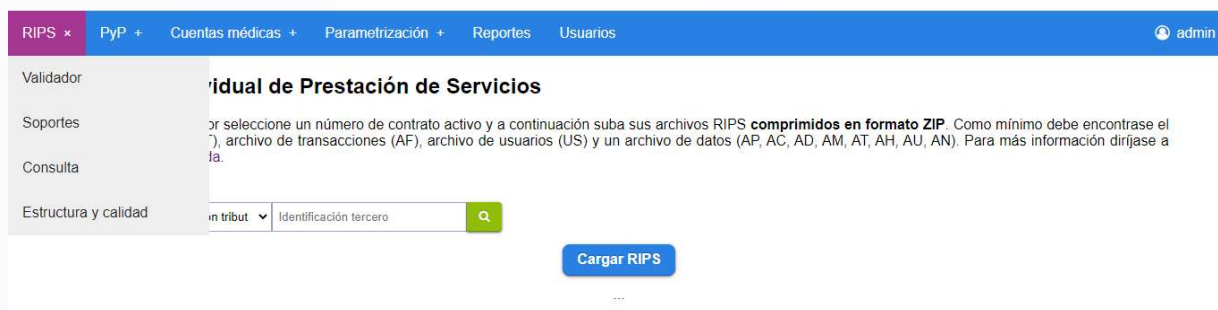 RIPS × PyP + Cuentas médicas + Parametrización + Reportes Usuarios admin
Validador
vidual de Prestación de Servicios
Soportes
or seleccione un número de contrato activo y a continuación suba sus archivos RIPS comprimidos en formato ZIP. Como mínimo debe encontrase el
), archivo de transacciones (AF), archivo de usuarios (US) y un archivo de datos (AP, AC, AD, AM, AT, AH, AU, AN). Para más información diríjase a
da.
Consulta
Estructura y calidad
n tribut Identificación tercero
Cargar RIPS
...